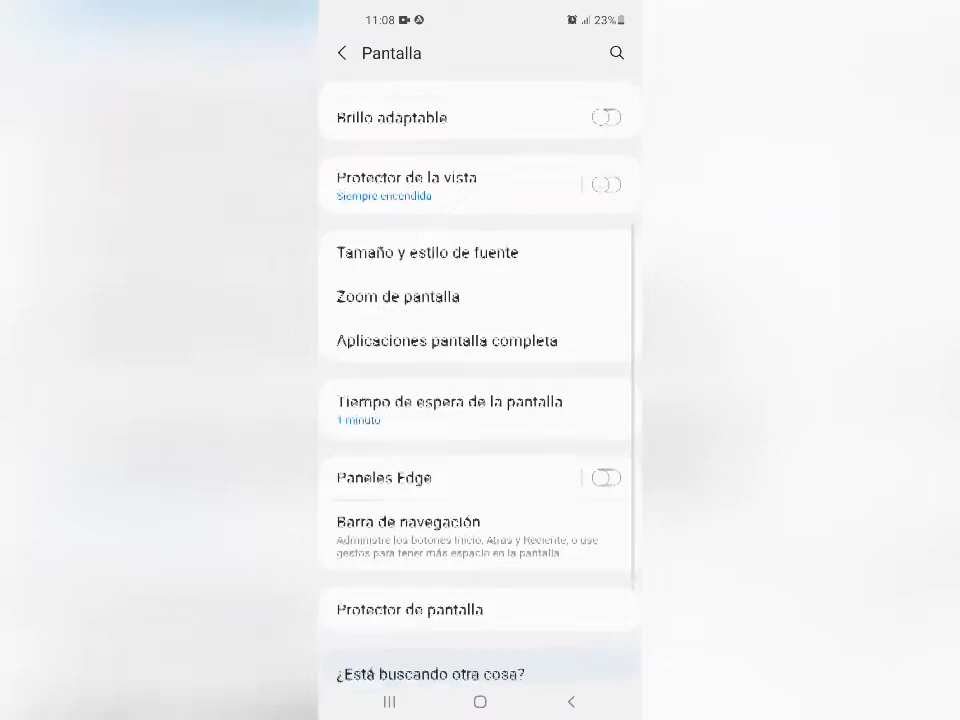 11:08 23%
Pantalla
Brillo adaptable
Protector de la vista
Siempre encendida
Tamaño y estilo de fuente
Zoom de pantalla
Aplicaciones pantalla completa
Tiempo de espera de la pantalla
1 minuto
Paneles Edge
Barra de navegación
Administre los botones Inicio, Atrás y Reciente, o use
gestos para tener más espacio en la pantalla
Protector de pantalla
¿Está buscando otra cosa?